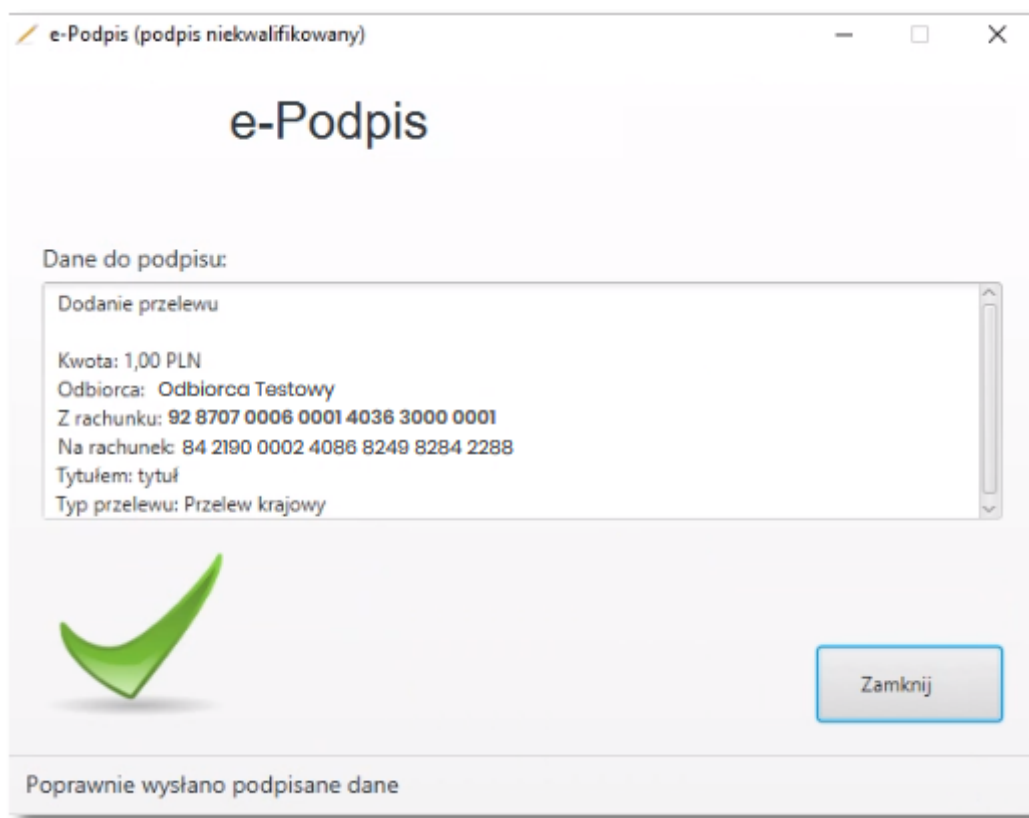 e-Podpis (podpis niekwalifikowany)
e-Podpis
Dane do podpisu:
Dodanie przelewu
Kwota: 1,00 PLN
Odbiorca: Odbiorca Testowy
Z rachunku: 92 8707 0006 0001 4036 3000 0001
Na rachunek: 84 2190 0002 4086 8249 8284 2288
Tytułem: tytuł
Typ przelewu: Przelew krajowy
Zamknij
Poprawnie wysłano podpisane dane